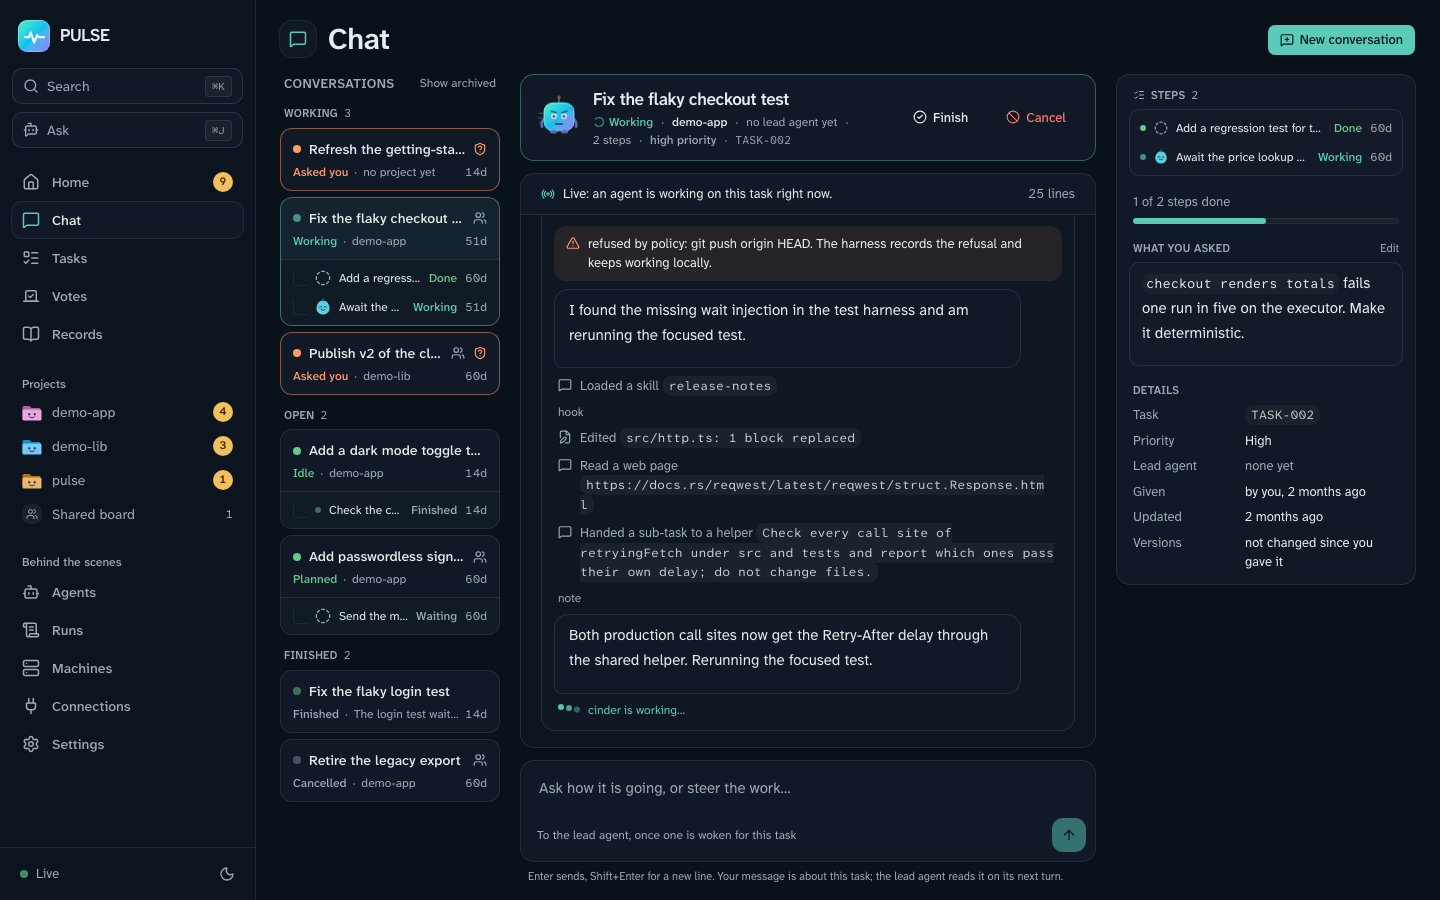 PULSE
Search
⌘K
Ask
⌘J
Home
9
Chat
Tasks
Votes
Records
Projects
demo-app
4
demo-lib
3
pulse
1
Shared board
1
Behind the scenes
Agents
Runs
Machines
Connections
Settings
Live
Chat
New conversation
CONVERSATIONS
Show archived
WORKING 3
Refresh the getting-sta...
Asked you · no project yet 14d
Fix the flaky checkout ...
Working · demo-app 51d
Add a regress... Done 60d
Await the ... Working 51d
Publish v2 of the cl...
Asked you · demo-lib 60d
OPEN 2
Add a dark mode toggle t...
Idle · demo-app 14d
Check the c... Finished 14d
Add passwordless sign...
Planned · demo-app 60d
Send the m... Waiting 60d
FINISHED 2
Fix the flaky login test
Finished · The login test wait... 14d
Retire the legacy export
Cancelled · demo-app 60d
Fix the flaky checkout test
Working · demo-app · no lead agent yet ·
2 steps · high priority · TASK-002
Finish
Cancel
Live: an agent is working on this task right now.
25 lines
refused by policy: git push origin HEAD. The harness records the refusal and
keeps working locally.
I found the missing wait injection in the test harness and am
rerunning the focused test.
Loaded a skill release-notes
hook
Edited src/http.ts: 1 block replaced
Read a web page
https://docs.rs/reqwest/latest/reqwest/struct.Response.htm
l
Handed a sub-task to a helper Check every call site of
retryingFetch under src and tests and report which ones pass
their own delay; do not change files.
note
Both production call sites now get the Retry-After delay through
the shared helper. Rerunning the focused test.
cinder is working...
Ask how it is going, or steer the work...
To the lead agent, once one is woken for this task
Enter sends, Shift+Enter for a new line. Your message is about this task; the lead agent reads it on its next turn.
STEPS 2
Add a regression test for t... Done 60d
Await the price lookup ... Working 60d
1 of 2 steps done
WHAT YOU ASKED
Edit
checkout renders totals fails
one run in five on the executor. Make
it deterministic.
DETAILS
Task TASK-002
Priority High
Lead agent none yet
Given by you, 2 months ago
Updated 2 months ago
Versions not changed since you
gave it